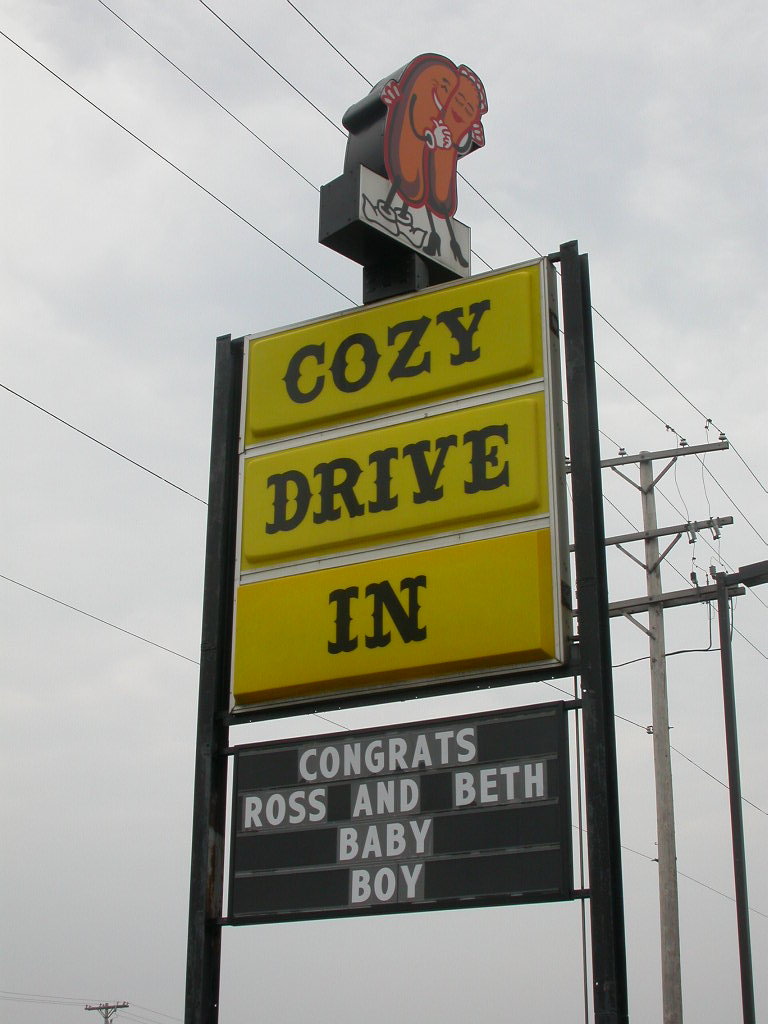 COZY
DRIVE
IN
CONGRATS
ROSS AND BETH
BABY
BOY